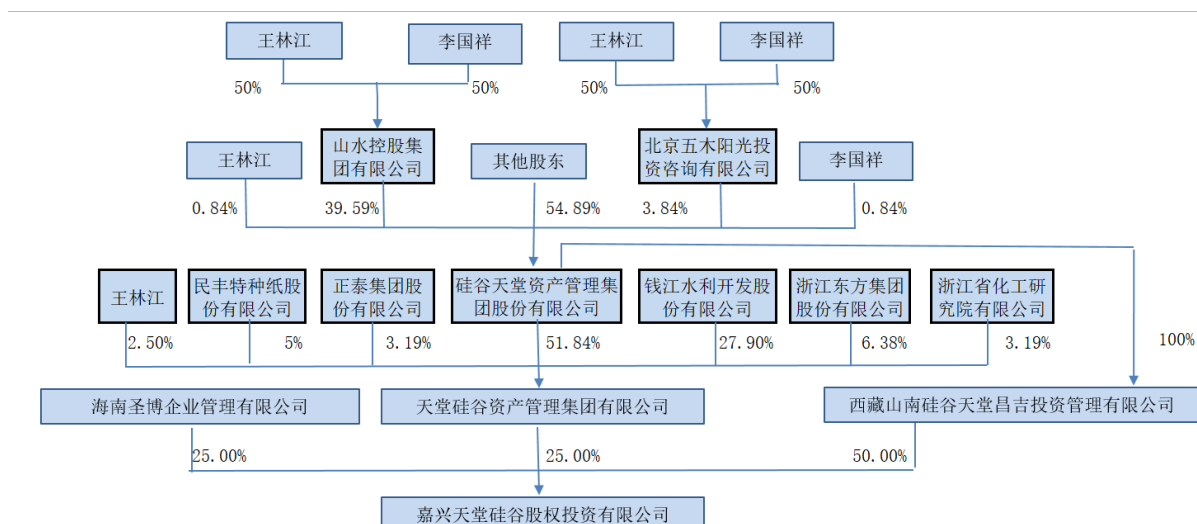 王林江
李国祥
王林江
李国祥
50%
50%
50%
50%
王林江
山水控股集
团有限公司
其他股东
北京五木阳光投
资咨询有限公司
李国祥
0.84%
39.59%
54.89%
3.84%
0.84%
王林江
民丰特种纸股
份有限公司
正泰集团股
份有限公司
硅谷天堂资产管理集
团股份有限公司
钱江水利开发股
份有限公司
浙江东方集团
股份有限公司
浙江省化工研
究院有限公司
2.50%
5%
3.19%
51.84%
27.90%
6.38%
3.19%
100%
海南圣博企业管理有限公司
天堂硅谷资产管理集团有限公司
西藏山南硅谷天堂昌吉投资管理有限公司
25.00%
25.00%
50.00%
嘉兴天堂硅谷股权投资有限公司